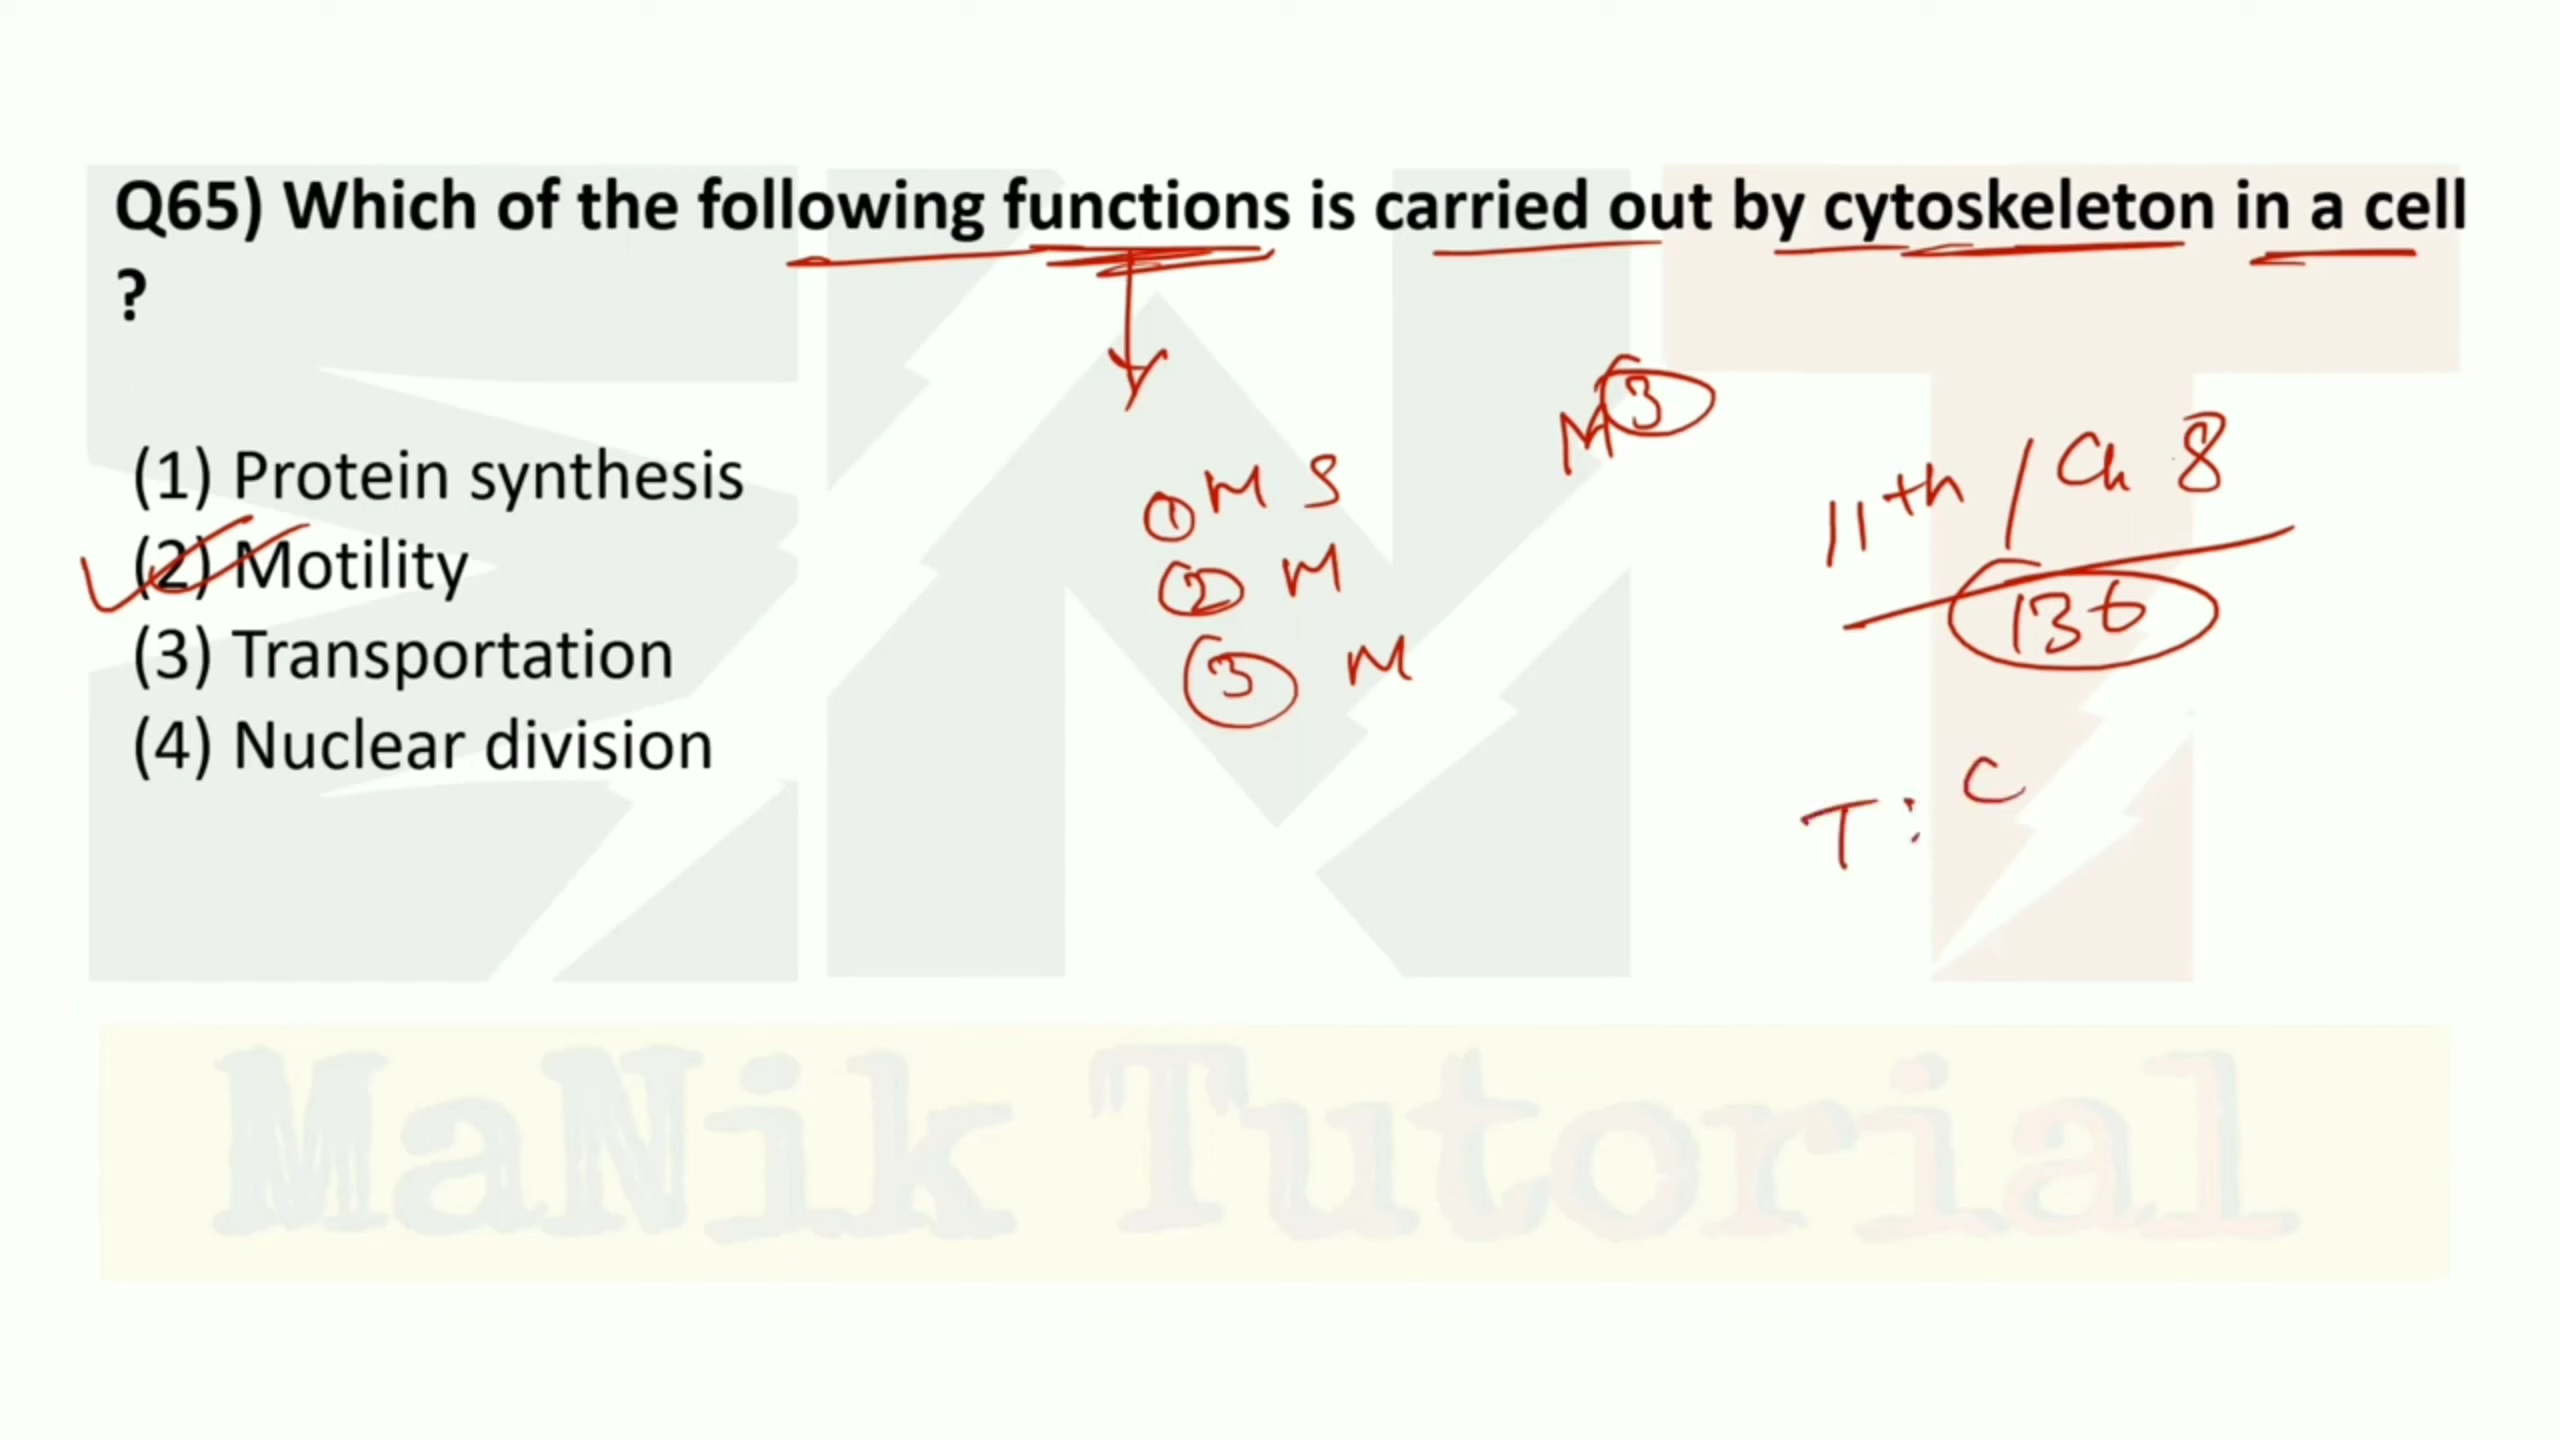 Q65) Which of the following functions is carried out by cytoskeleton in a cell
?
M 3
(1) Protein synthesis
① M S
11th / Ch 8
(2) Motility
② M
136
(3) Transportation
③ M
(4) Nuclear division
T : C
MaNik Tutorial